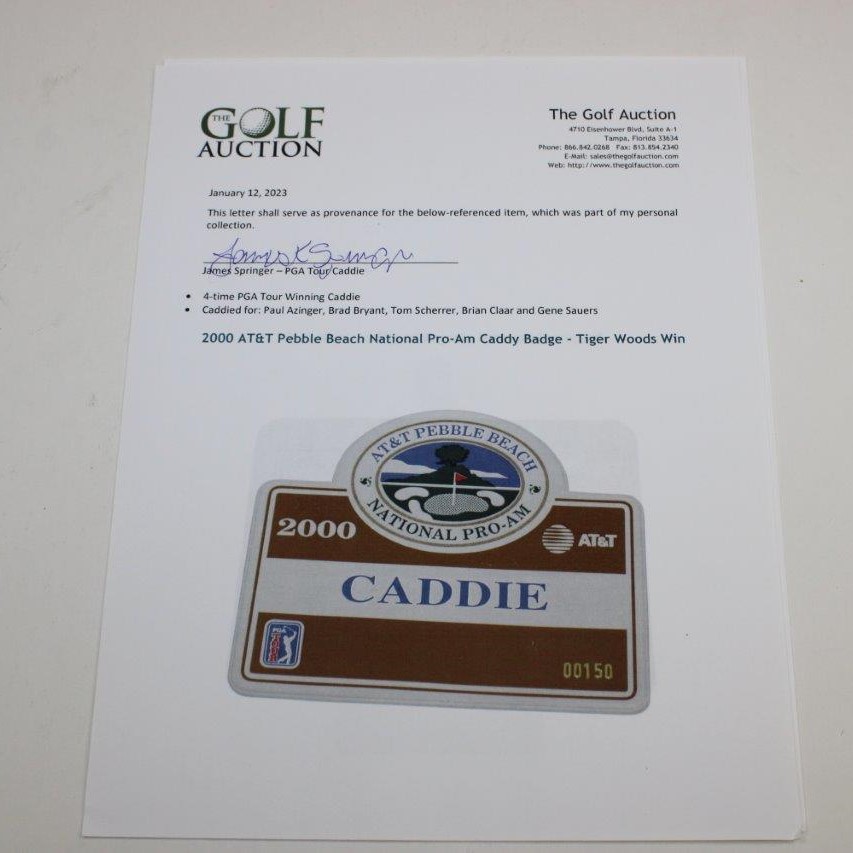 THE
GOLF
AUCTION
The Golf Auction
4710 Eisenhower Blvd, Suite A-1
Tampa, Florida 33634
Phone: 866.842.0268 Fax: 813.854.2340
E-Mail: sales@thegolfauction.com
Web: http://www.thegolfauction.com
January 12, 2023
This letter shall serve as provenance for the below-referenced item, which was part of my personal
collection.
James K Springer
James Springer – PGA Tour Caddie
• 4-time PGA Tour Winning Caddie
• Caddied for: Paul Azinger, Brad Bryant, Tom Scherrer, Brian Claar and Gene Sauers
2000 AT&T Pebble Beach National Pro-Am Caddy Badge - Tiger Woods Win
AT&T PEBBLE BEACH
NATIONAL PRO-AM
2000
AT&T
CADDIE
PGA
TOUR
00150